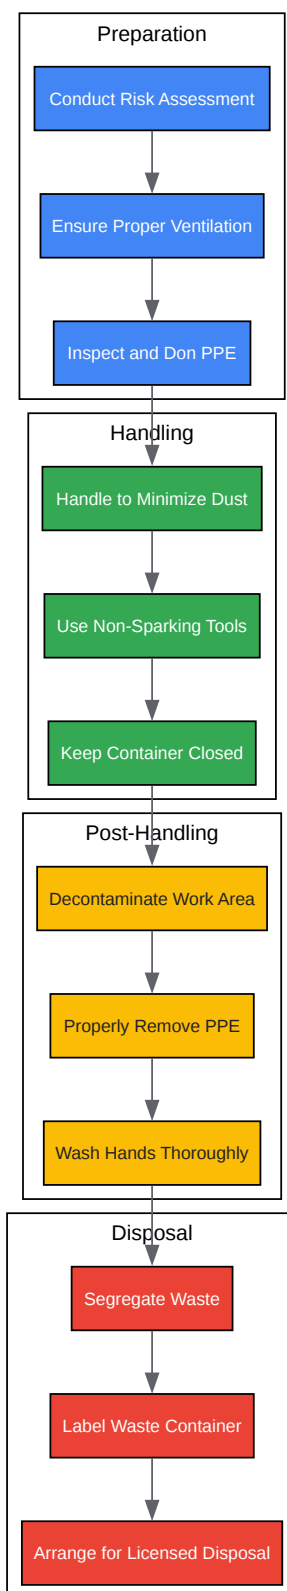 Preparation
Conduct Risk Assessment
Ensure Proper Ventilation
Inspect and Don PPE
Handling
Handle to Minimize Dust
Use Non-Sparking Tools
Keep Container Closed
Post-Handling
Decontaminate Work Area
Properly Remove PPE
Wash Hands Thoroughly
Disposal
Segregate Waste
Label Waste Container
Arrange for Licensed Disposal